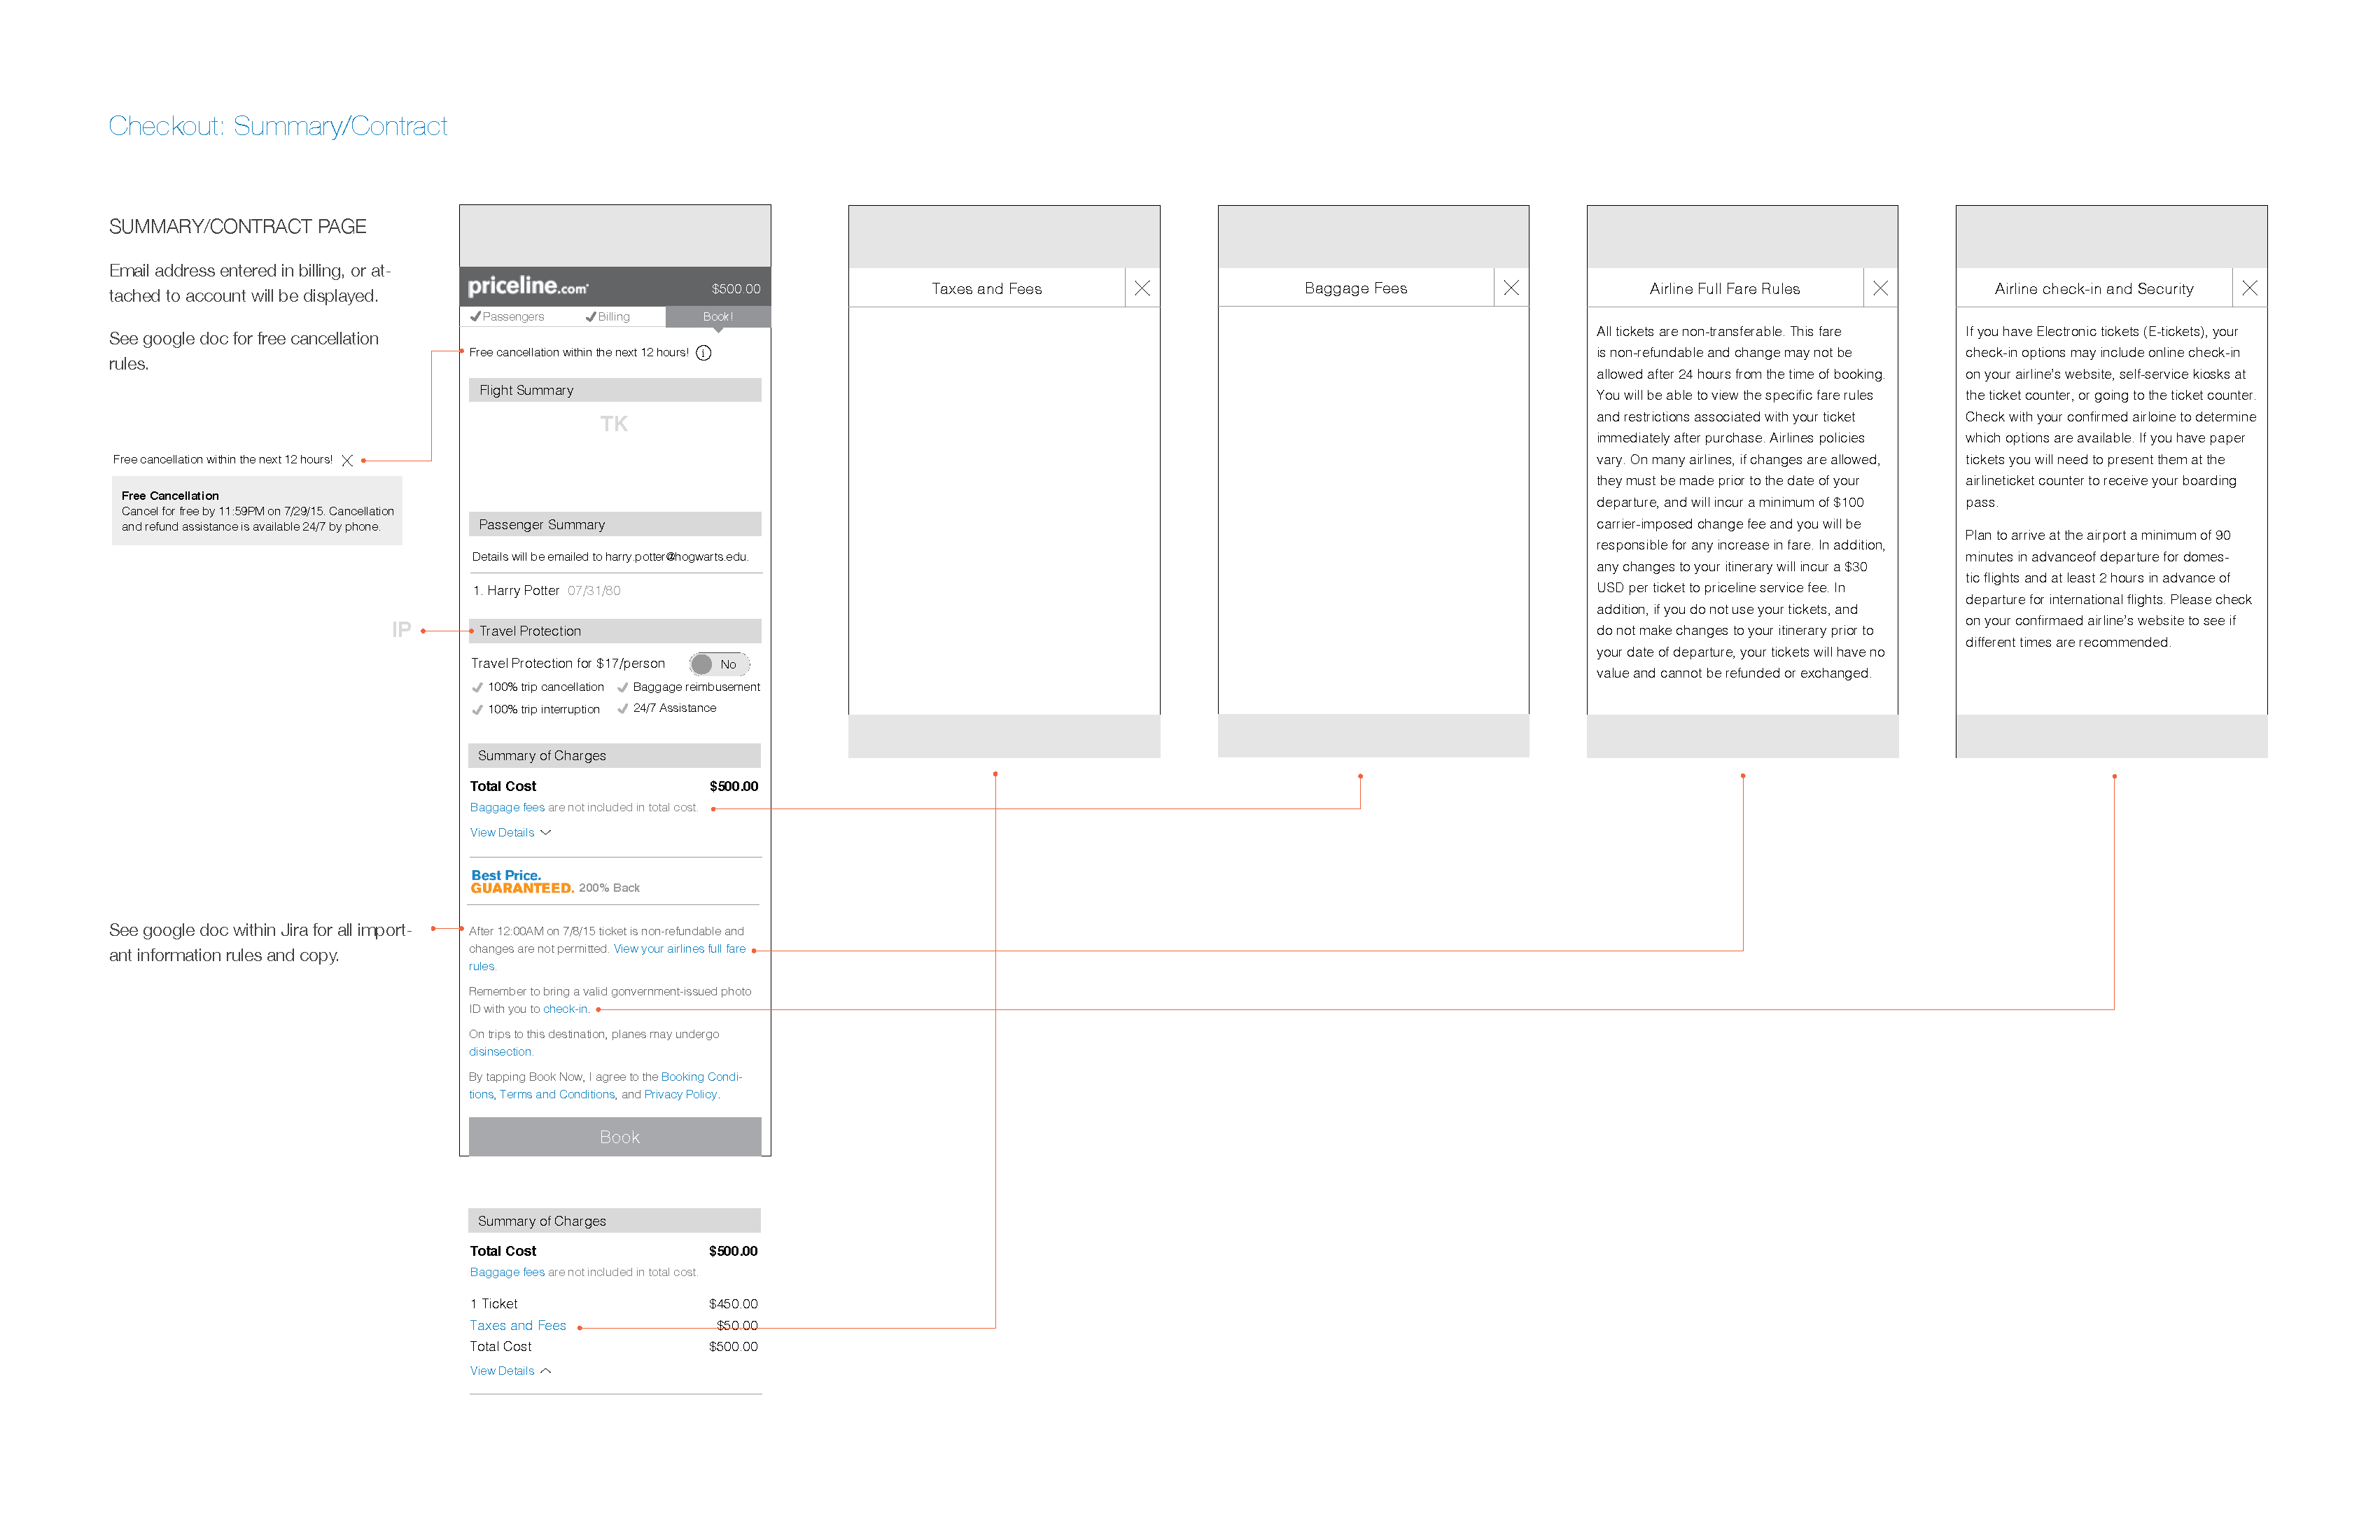 Checkout: Summary/Contract
SUMMARY/CONTRACT PAGE
Email address entered in billing, or at-
tached to account will be displayed.
See google doc for free cancellation
rules.
Free cancellation within the next 12 hours!
Free Cancellation
Cancel for free by 11:59PM on 7/29/15. Cancellation
and refund assistance is available 24/7 by phone.
IP
See google doc within Jira for all import-
ant information rules and copy.
priceline.com
$500.00
Passengers
Billing
Book!
Free cancellation within the next 12 hours!
Flight Summary
TK
Passenger Summary
Details will be emailed to harry.potter@hogwarts.edu.
1. Harry Potter 07/31/80
Travel Protection
Travel Protection for $17/person No
100% trip cancellation Baggage reimbusement
100% trip interruption 24/7 Assistance
Summary of Charges
Total Cost $500.00
Baggage fees are not included in total cost.
View Details
Best Price.
GUARANTEED. 200% Back
After 12:00AM on 7/8/15 ticket is non-refundable and
changes are not permitted. View your airlines full fare
rules.
Remember to bring a valid gonvernment-issued photo
ID with you to check-in.
On trips to this destination, planes may undergo
disinsection.
By tapping Book Now, I agree to the Booking Condi-
tions, Terms and Conditions, and Privacy Policy.
Book
Summary of Charges
Total Cost $500.00
Baggage fees are not included in total cost.
1 Ticket $450.00
Taxes and Fees $50.00
Total Cost $500.00
View Details
Taxes and Fees
Baggage Fees
Airline Full Fare Rules
All tickets are non-transferable. This fare
is non-refundable and change may not be
allowed after 24 hours from the time of booking.
You will be able to view the specific fare rules
and restrictions associated with your ticket
immediately after purchase. Airlines policies
vary. On many airlines, if changes are allowed,
they must be made prior to the date of your
departure, and will incur a minimum of $100
carrier-imposed change fee and you will be
responsible for any increase in fare. In addition,
any changes to your itinerary will incur a $30
USD per ticket to priceline service fee. In
addition, if you do not use your tickets, and
do not make changes to your itinerary prior to
your date of departure, your tickets will have no
value and cannot be refunded or exchanged.
Airline check-in and Security
If you have Electronic tickets (E-tickets), your
check-in options may include online check-in
on your airline's website, self-service kiosks at
the ticket counter, or going to the ticket counter.
Check with your confirmed airloine to determine
which options are available. If you have paper
tickets you will need to present them at the
airlineticket counter to receive your boarding
pass.
Plan to arrive at the airport a minimum of 90
minutes in advanceof departure for domes-
tic flights and at least 2 hours in advance of
departure for international flights. Please check
on your confirmaed airline's website to see if
different times are recommended.